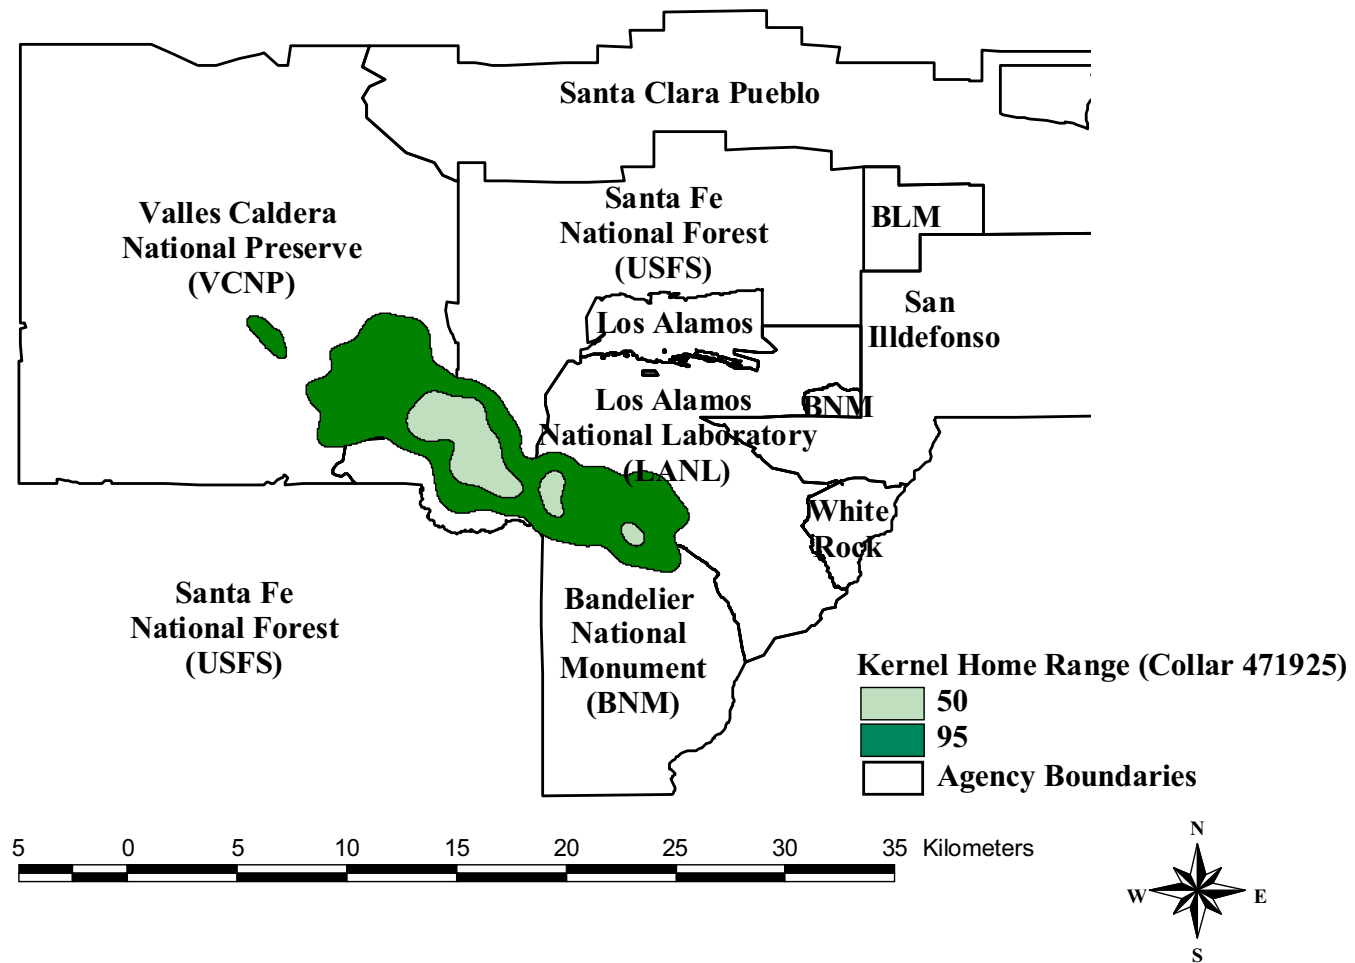 Santa Clara Pueblo
Valles Caldera
National Preserve
(VCNP)
Santa Fe
National Forest
(USFS)
BLM
San
Illdefonso
Los Alamos
Los Alamos
National Laboratory
(LANL)
BNM
White
Rock
Santa Fe
National Forest
(USFS)
Bandelier
National
Monument
(BNM)
Kernel Home Range (Collar 471925)
50
95
Agency Boundaries
5 0 5 10 15 20 25 30 35 Kilometers
N
W E
S